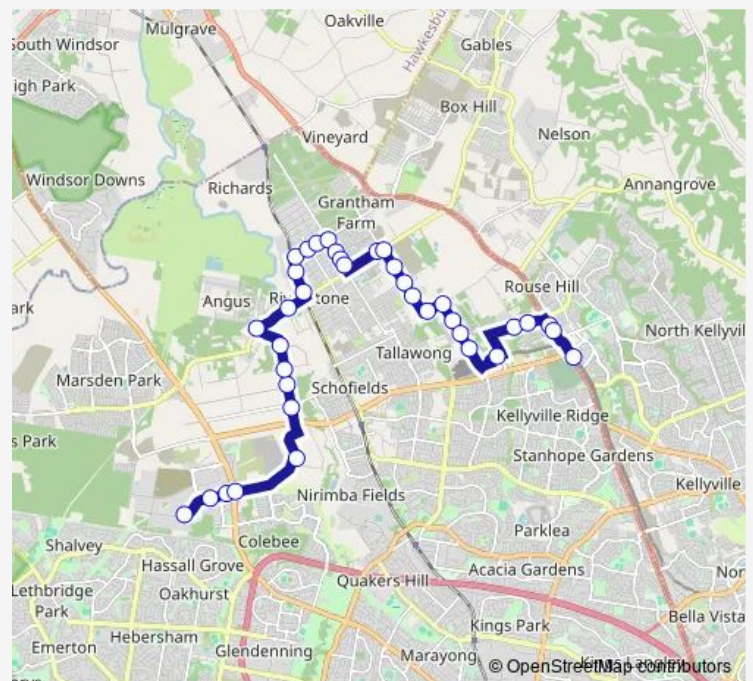 Oakville
Mulgrave
South Windsor
Gables
Hawkesbu
igh Park
Box Hill
Vineyard
Nelson
Windsor Downs
Richards
Annangrove
Grantham
Farm
Rouse Hill
ark
Angus
North Kellyvil
Tallawong
Marsden Park
Schofields
Kellyville Ridge
s Park
Stanhope Gardens
Kellyville
Nirimba Fields
Parklea
Shalvey
Colebee
Hassall Grove
Acacia Gardens
Nor
Lethbridge
Park
Oakhurst
Quakers Hill
Bella Vista
Hebersham
Kings Park
Emerton
Glendenning
Marayong
© OpenStreetMap contributors